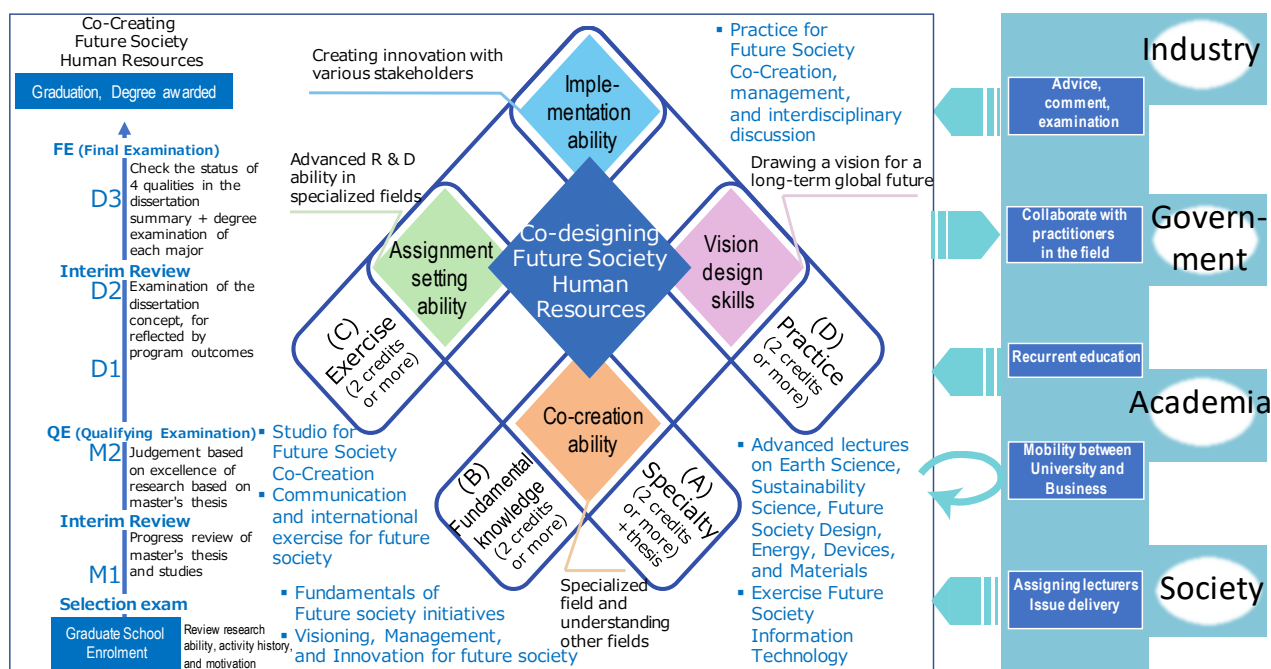 Co-Creating
Future Society
Human Resources
Graduation, Degree awarded
FE (Final Examination)
D3
Check the status of
4 qualities in the
dissertation
summary + degree
examination of
each major
Interim Review
D2
Examination of the
dissertation
concept, for
reflected by
program outcomes
D1
QE (Qualifying Examination)
M2
Judgement based
on excellence of
research based on
master's thesis
Interim Review
Progress review of
master's thesis
and studies
M1
Selection exam
Graduate School
Enrolment
Review research
ability, activity history,
and motivation
Creating innovation with
various stakeholders
Advanced R & D
ability in
specialized fields
Imple-
mentation
ability
Assignment
setting
ability
Co-designing
Future Society
Human
Resources
Vision
design
skills
Co-creation
ability
(C)
Exercise
(2 credits
or more)
(B)
Fundamental
knowledge
(2 credits
or more)
(A)
Specialty
(2 credits
or more)
+thesis
(D)
Practice
(2 credits
or more)
▪ Practice for
Future Society
Co-Creation,
management,
and interdisciplinary
discussion
Drawing a vision for a
long-term global future
▪ Studio for
Future Society
Co-Creation
▪ Communication
and international
exercise for future
society
▪ Fundamentals of
Future society initiatives
▪ Visioning, Management,
and Innovation for future society
Specialized
field and
understanding
other fields
▪ Advanced lectures
on Earth Science,
Sustainability
Science, Future
Society Design,
Energy, Devices,
and Materials
▪ Exercise Future
Society
Information
Technology
Industry
Advice,
comment,
examination
Govern-
ment
Collaborate with
practitioners
in the field
Recurrent education
Academia
Mobility between
University and
Business
Society
Assigning lecturers
Issue delivery